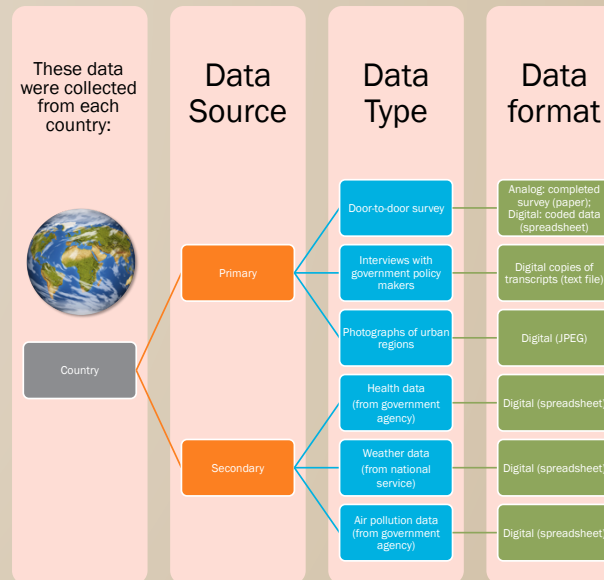 These data
were collected
from each
country:
Data
Source
Data
Type
Data
format
Country
Primary
Secondary
Door-to-door survey
Interviews with
government policy
makers
Photographs of urban
regions
Health data
(from government
agency)
Weather data
(from national
service)
Air pollution data
(from government
agency)
Analog: completed
survey (paper);
Digital: coded data
(spreadsheet)
Digital copies of
transcripts (text file)
Digital (JPEG)
Digital (spreadsheet)
Digital (spreadsheet)
Digital (spreadsheet)